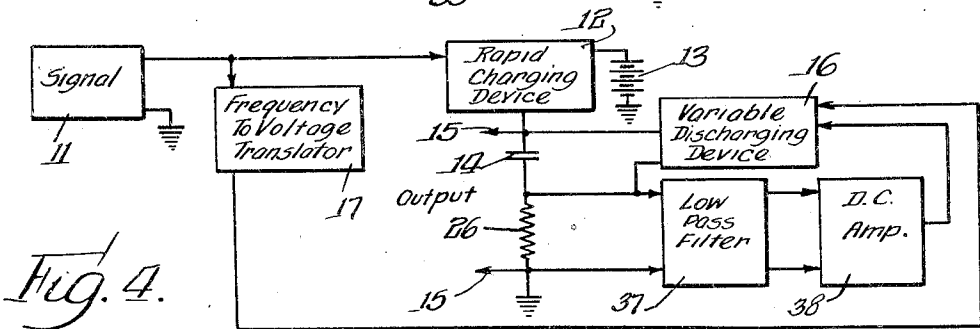 12
Signal
11
Rapid
Charging
Device
13
16
Frequency
To Voltage
Translator
17
Variable
Discharging
Device
15
14
Output
26
Low
Pass
Filter
37
D.C.
Amp.
38
15
Fig. 4.